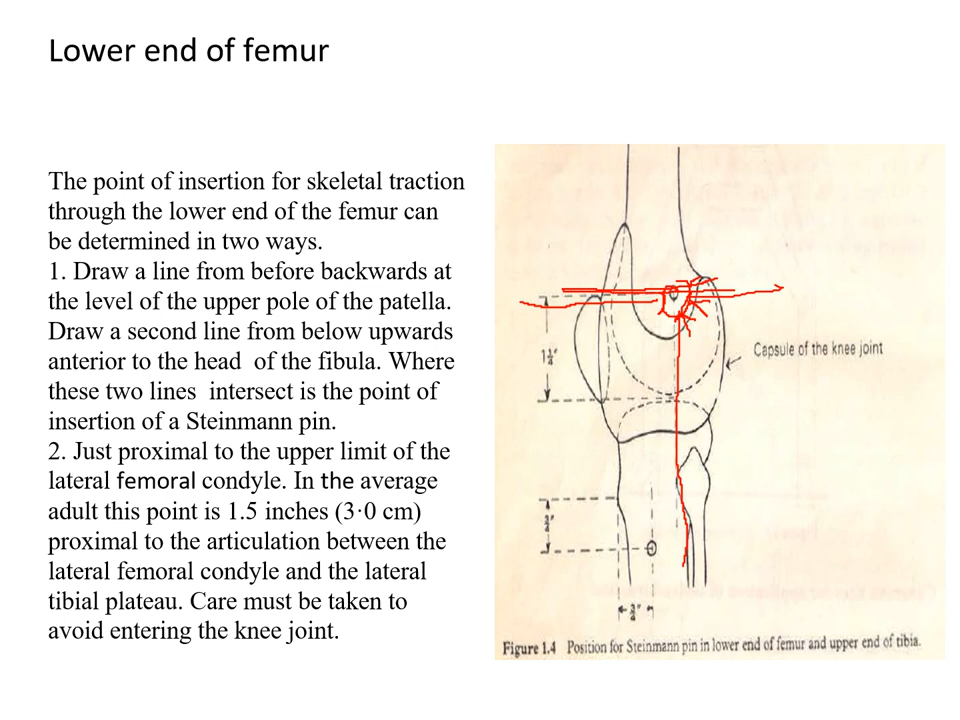 Lower end of femur
The point of insertion for skeletal traction
through the lower end of the femur can
be determined in two ways.
1. Draw a line from before backwards at
the level of the upper pole of the patella.
Draw a second line from below upwards
anterior to the head  of the fibula. Where
these two lines  intersect is the point of
insertion of a Steinmann pin.
2. Just proximal to the upper limit of the
lateral femoral condyle. In the average
adult this point is 1.5 inches (3·0 cm)
proximal to the articulation between the
lateral femoral condyle and the lateral
tibial plateau. Care must be taken to
avoid entering the knee joint.
1¼"
Capsule of the knee joint
¾"
¾"
Figure 1.4 Position for Steinmann pin in lower end of femur and upper end of tibia.